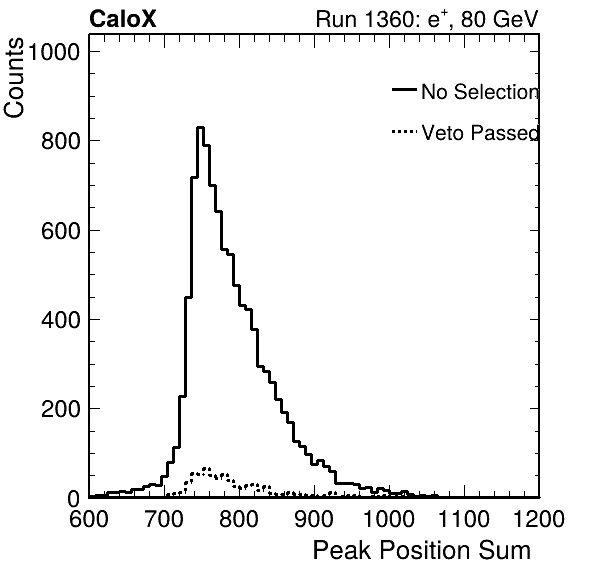 CaloX Run 1360: e⁺, 80 GeV
Counts
1000
800
600
400
200
0
No Selection
Veto Passed
600 700 800 900 1000 1100 1200
Peak Position Sum